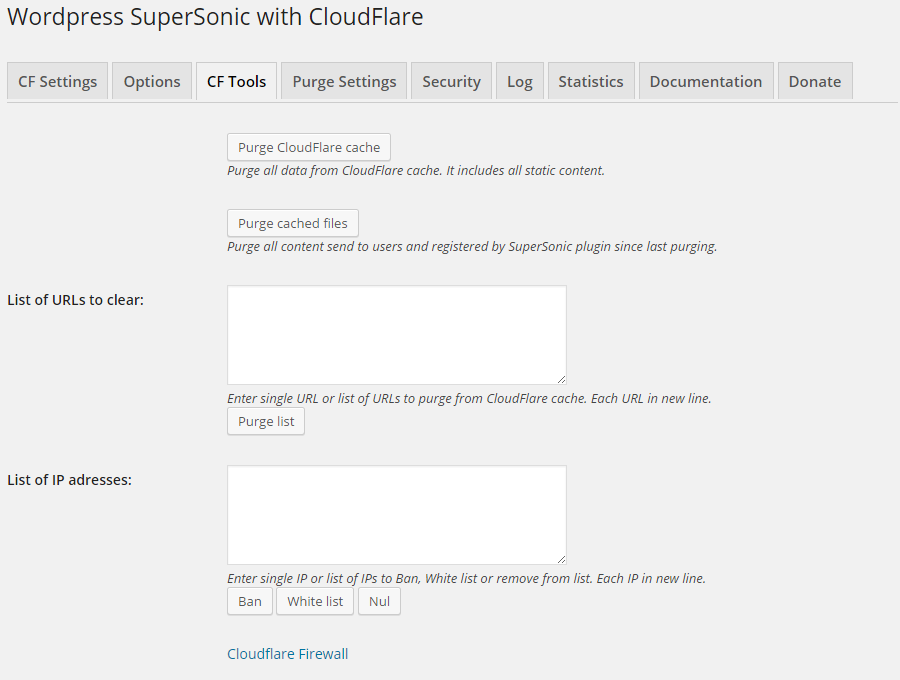 Wordpress SuperSonic with CloudFlare
CF Settings Options CF Tools Purge Settings Security Log Statistics Documentation Donate
Purge CloudFlare cache
Purge all data from CloudFlare cache. It includes all static content.
Purge cached files
Purge all content send to users and registered by SuperSonic plugin since last purging.
List of URLs to clear:
Enter single URL or list of URLs to purge from CloudFlare cache. Each URL in new line.
Purge list
List of IP adresses:
Enter single IP or list of IPs to Ban, White list or remove from list. Each IP in new line.
Ban White list Nul
Cloudflare Firewall